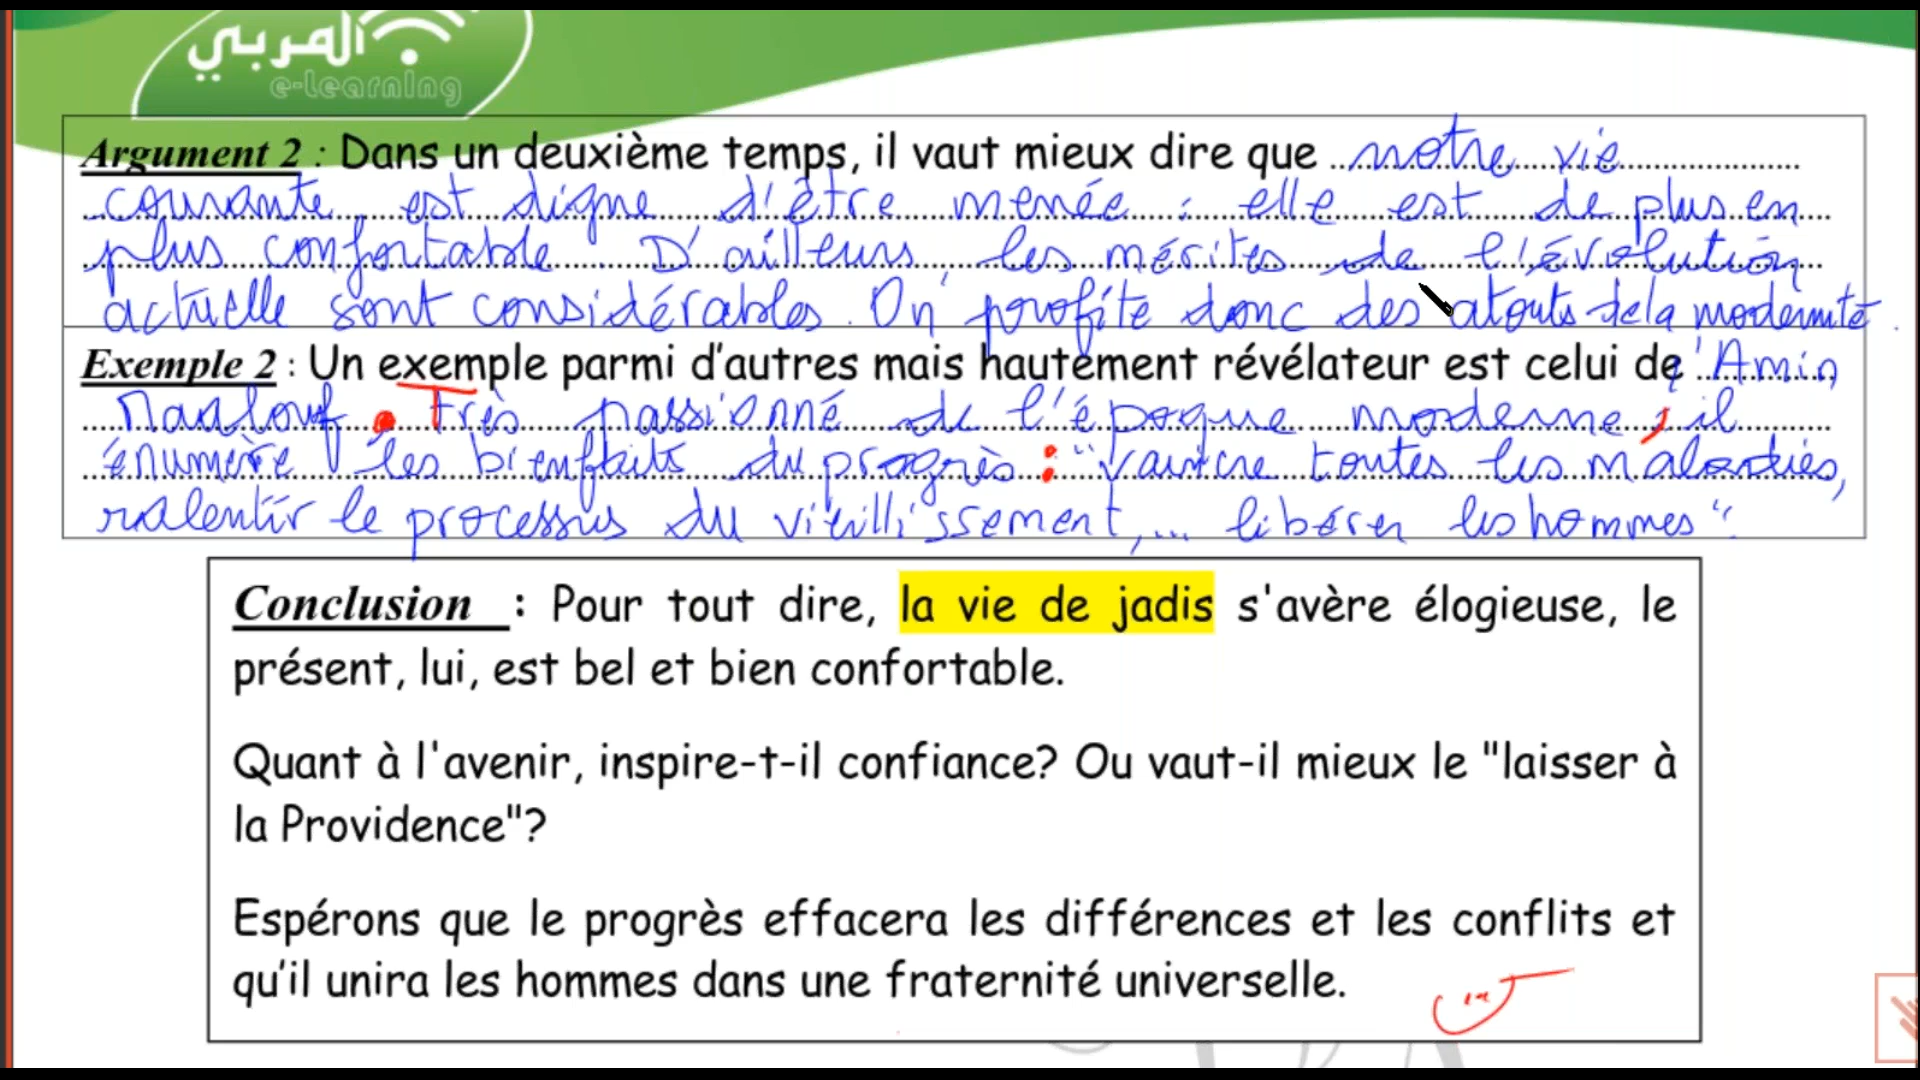 العربي
e-learning
Argument 2 : Dans un deuxième temps, il vaut mieux dire que notre vie
courante est digne d'être menée : elle est de plus en
plus confortable. D'ailleurs, les mérites de l'évolution
actuelle sont considérables. On profite donc des atouts de la modernité.
Exemple 2 : Un exemple parmi d'autres mais hautement révélateur est celui de Amin
Maalouf. Très passionné de l'époque moderne, il
énumère les bienfaits du progrès : "vaincre toutes les maladies,
ralentir le processus du vieillissement, ... libérer les hommes".
Conclusion : Pour tout dire, la vie de jadis s'avère élogieuse, le
présent, lui, est bel et bien confortable.
Quant à l'avenir, inspire-t-il confiance? Ou vaut-il mieux le "laisser à
la Providence"?
Espérons que le progrès effacera les différences et les conflits et
qu'il unira les hommes dans une fraternité universelle.